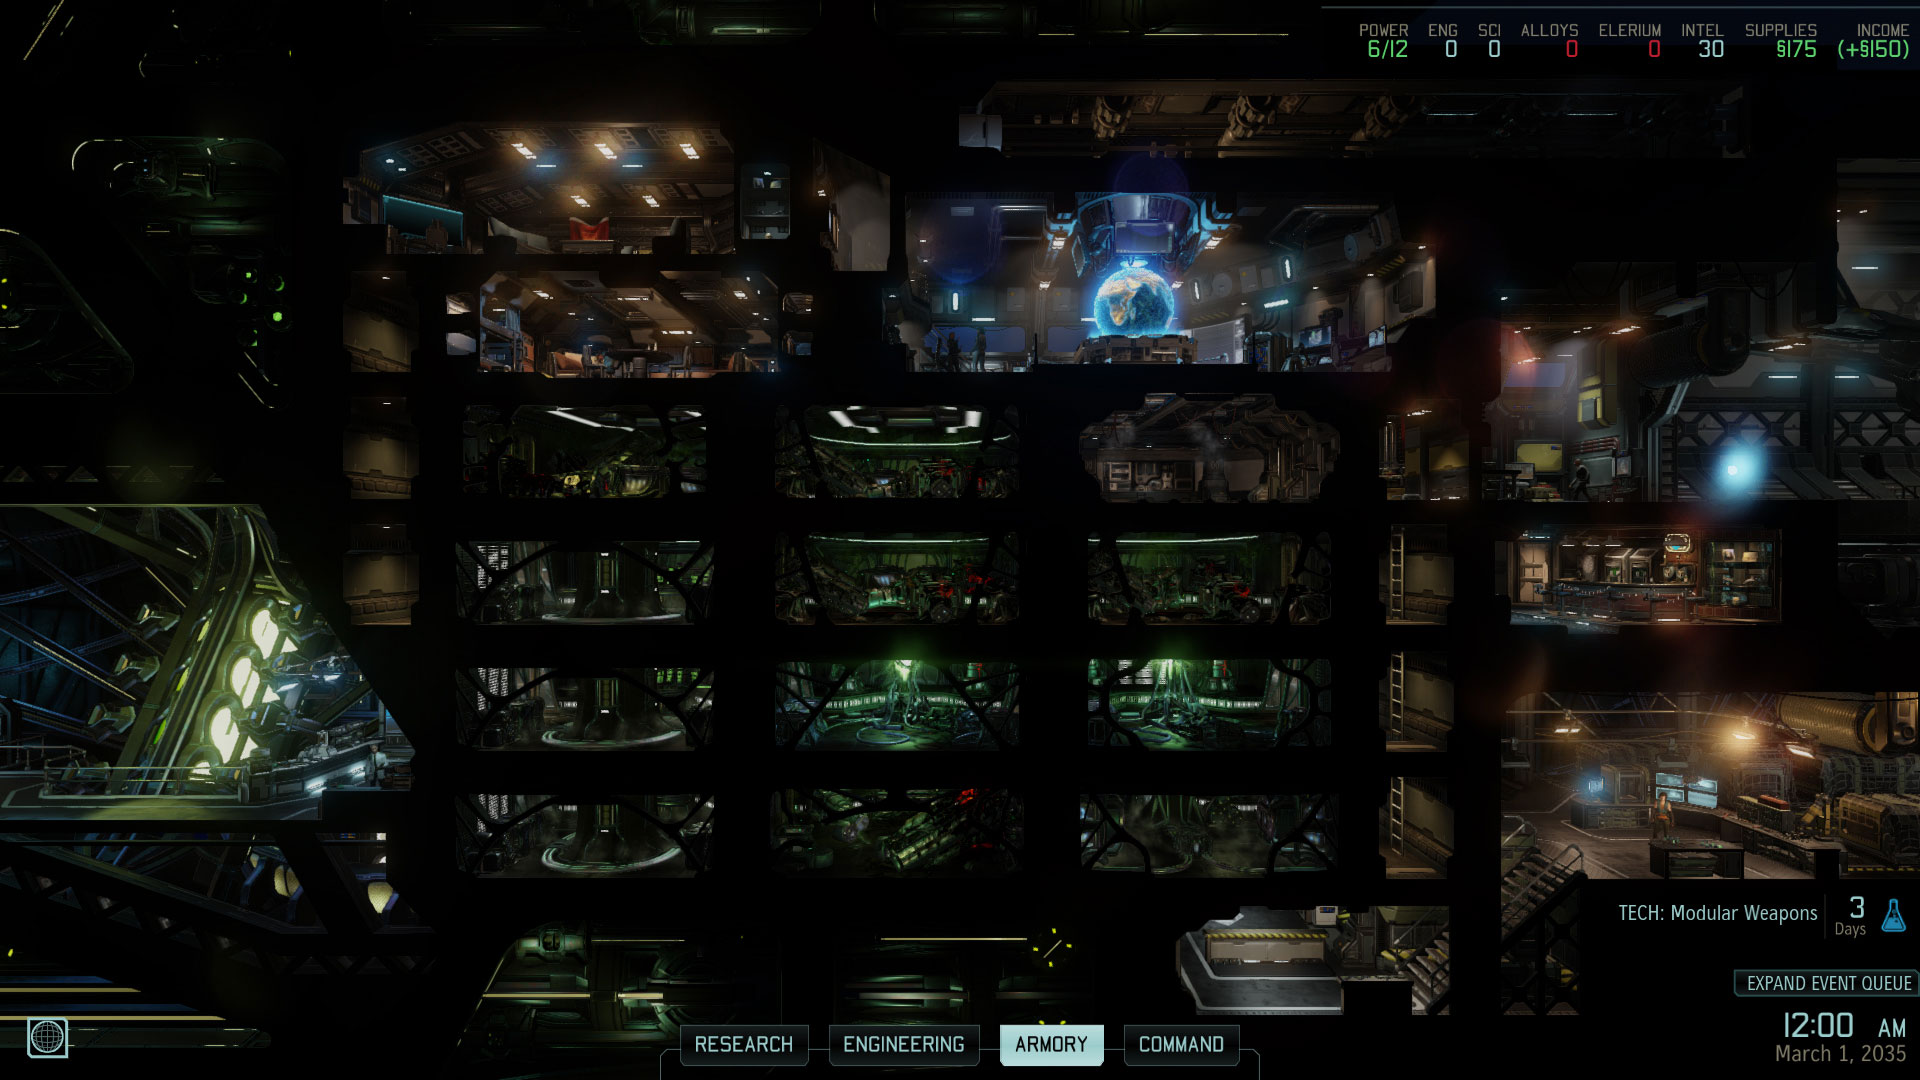 POWER ENG SCI ALLOYS ELERIUM INTEL SUPPLIES INCOME
6/12 0 0 0 0 30 §175 (+§150)
TECH: Modular Weapons 3
Days
EXPAND EVENT QUEUE
12:00 AM
March 1, 2035
RESEARCH ENGINEERING ARMORY COMMAND